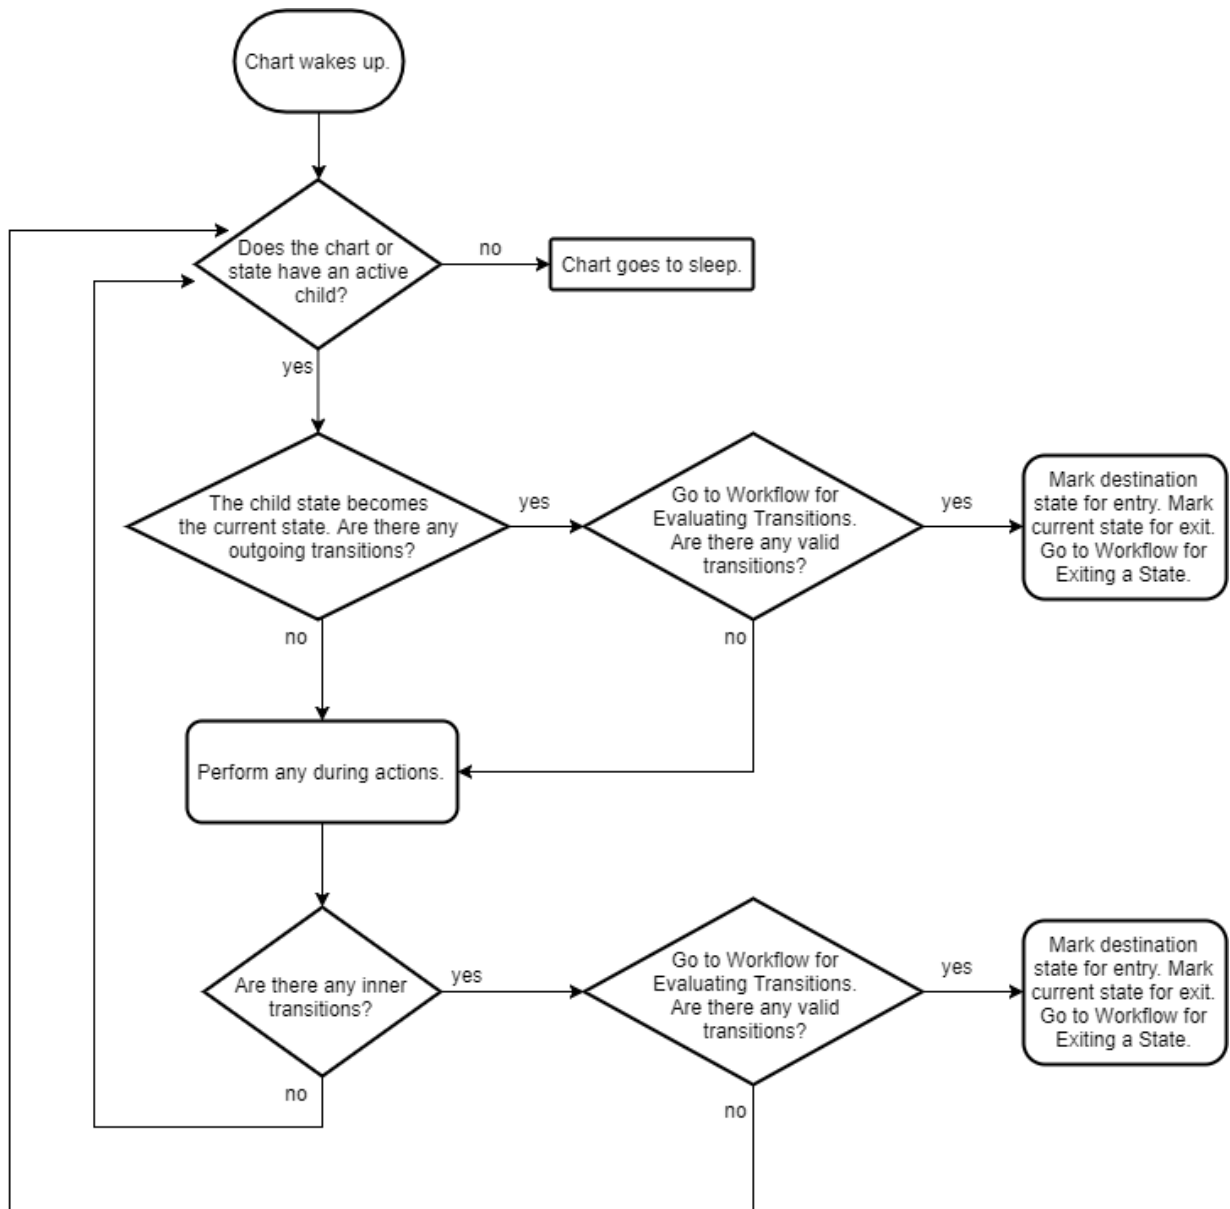 Chart wakes up.
Does the chart or
state have an active
child?
no
Chart goes to sleep.
yes
The child state becomes
the current state. Are there any
outgoing transitions?
yes
Go to Workflow for
Evaluating Transitions.
Are there any valid
transitions?
yes
Mark destination
state for entry. Mark
current state for exit.
Go to Workflow for
Exiting a State.
no
no
Perform any during actions.
Are there any inner
transitions?
yes
Go to Workflow for
Evaluating Transitions.
Are there any valid
transitions?
yes
Mark destination
state for entry. Mark
current state for exit.
Go to Workflow for
Exiting a State.
no
no